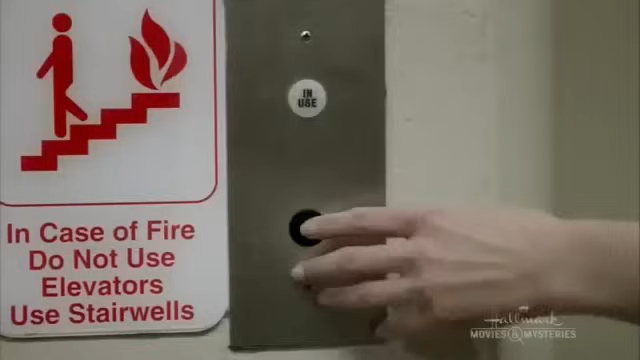 In Case of Fire
Do Not Use
Elevators
Use Stairwells
IN
USE
Hallmark
MOVIES & MYSTERIES